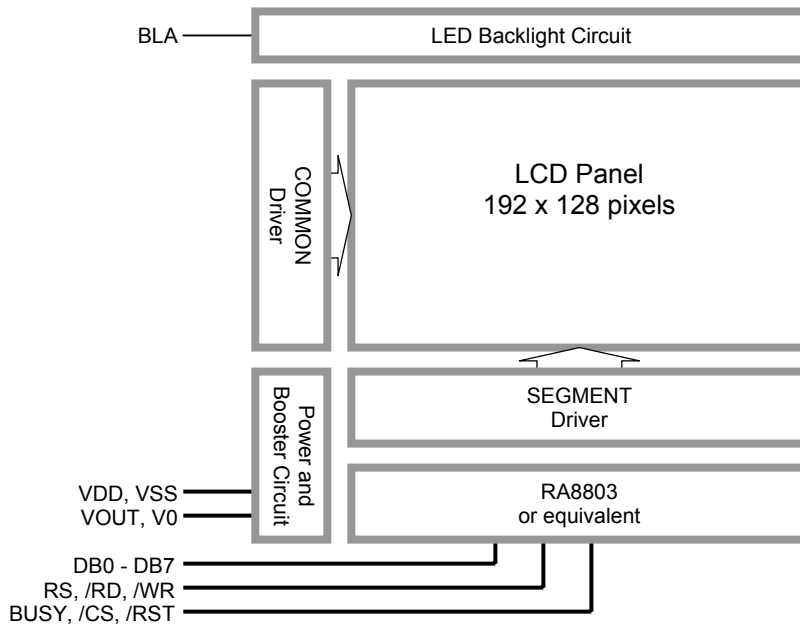 BLA
LED Backlight Circuit
COMMON
Driver
LCD Panel
192 x 128 pixels
Power and
Booster Circuit
SEGMENT
Driver
VDD, VSS
VOUT, V0
RA8803
or equivalent
DB0 - DB7
RS, /RD, /WR
BUSY, /CS, /RST